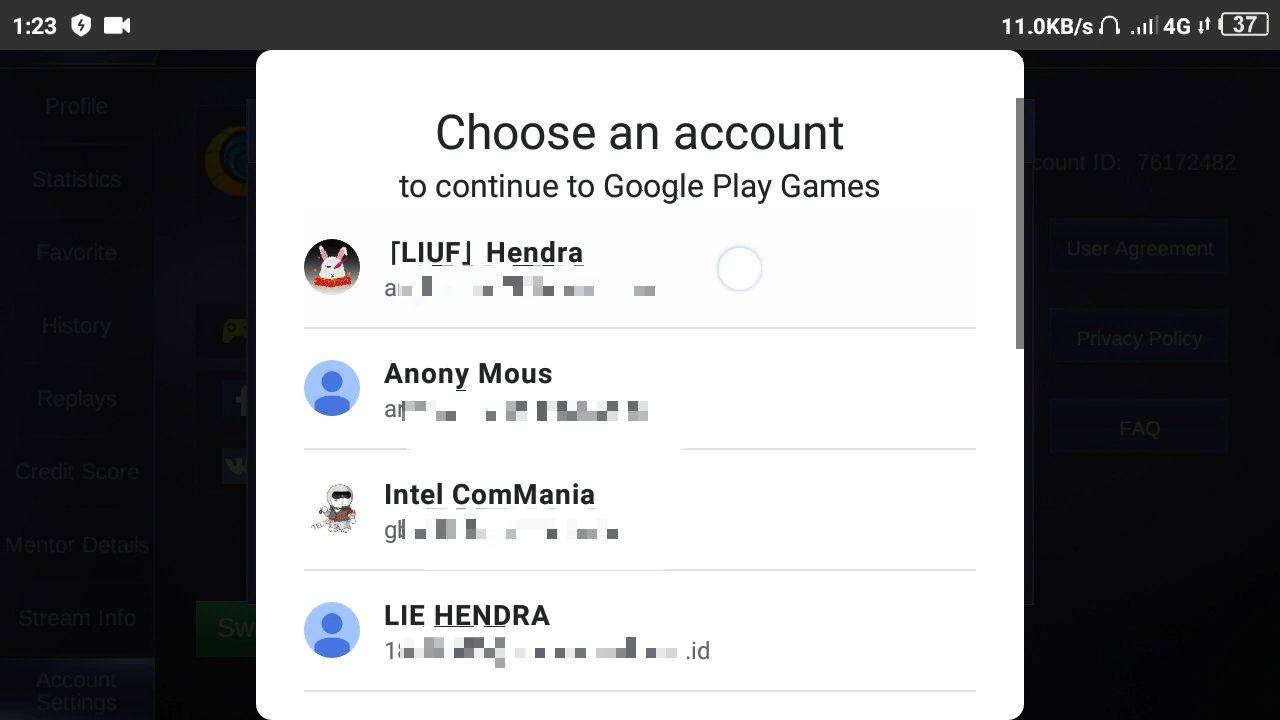 1:23
11.0KB/s
4G
37
Choose an account
to continue to Google Play Games
「LIUF」 Hendra
Anony Mous
Intel ComMania
LIE HENDRA
.id
Profile
Statistics
Favorite
History
Replays
Credit Score
Mentor Details
Stream Info
Account
Settings
count ID: 76172482
User Agreement
Privacy Policy
FAQ
Sw